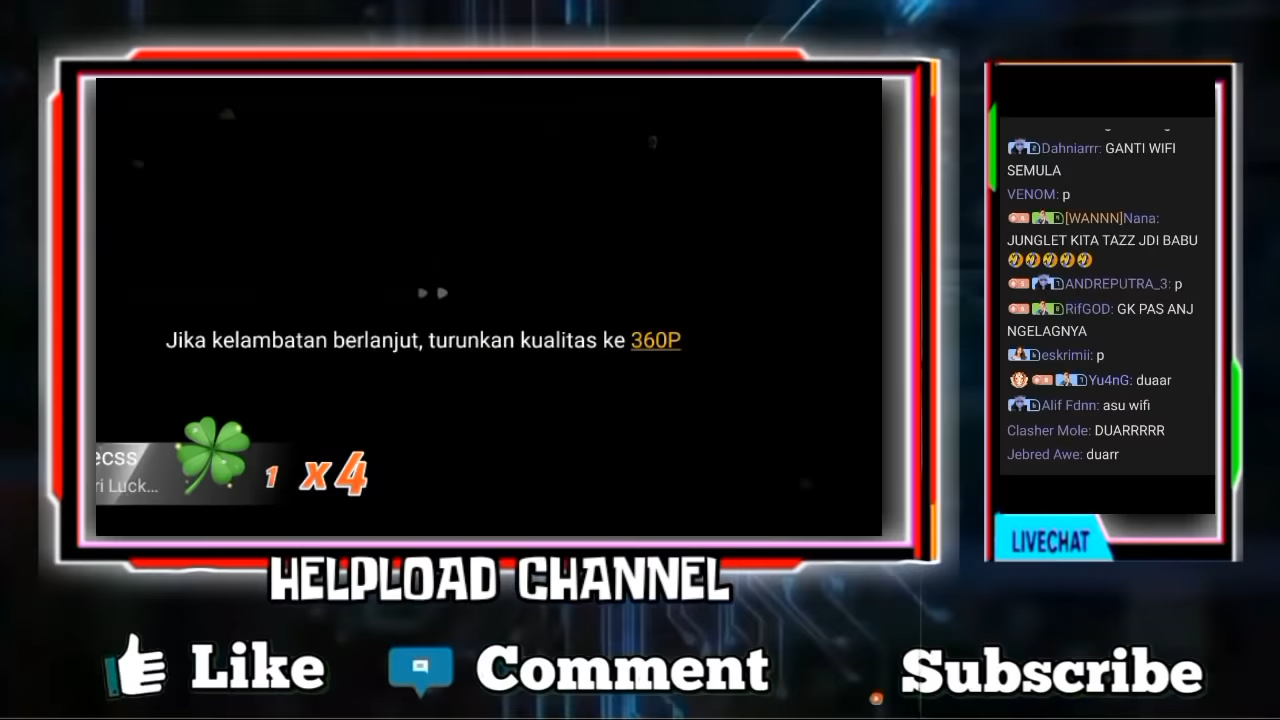 Jika kelambatan berlanjut, turunkan kualitas ke 360P
ecss
ri Luck...
1 x4
Dahniarrr: GANTI WIFI
SEMULA
VENOM: p
[WANNN]Nana:
JUNGLET KITA TAZZ JDI BABU
🤣🤣🤣🤣🤣
ANDREPUTRA_3: p
RifGOD: GK PAS ANJ
NGELAGNYA
eskrimii: p
Yu4nG: duaar
Alif Fdnn: asu wifi
Clasher Mole: DUARRRRR
Jebred Awe: duarr
LIVECHAT
HELPLOAD CHANNEL
Like
Comment
Subscribe